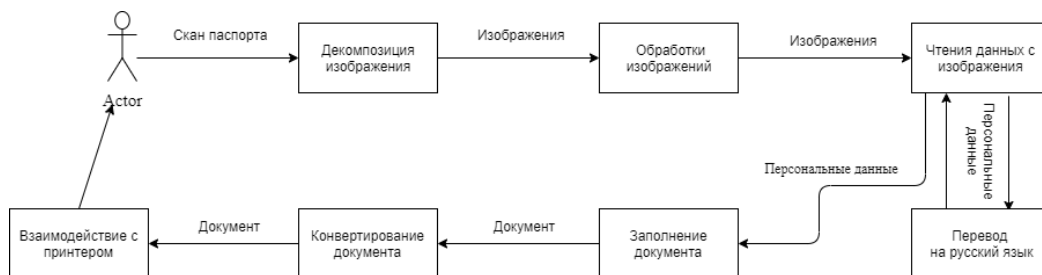 Скан паспорта
Декомпозиция
изображения
Изображения
Обработки
изображений
Изображения
Чтения данных с
изображения
Actor
Персональные
данные
Персональные данные
Взаимодействие с
принтером
Документ
Конвертирование
документа
Документ
Заполнение
документа
Перевод
на русский язык